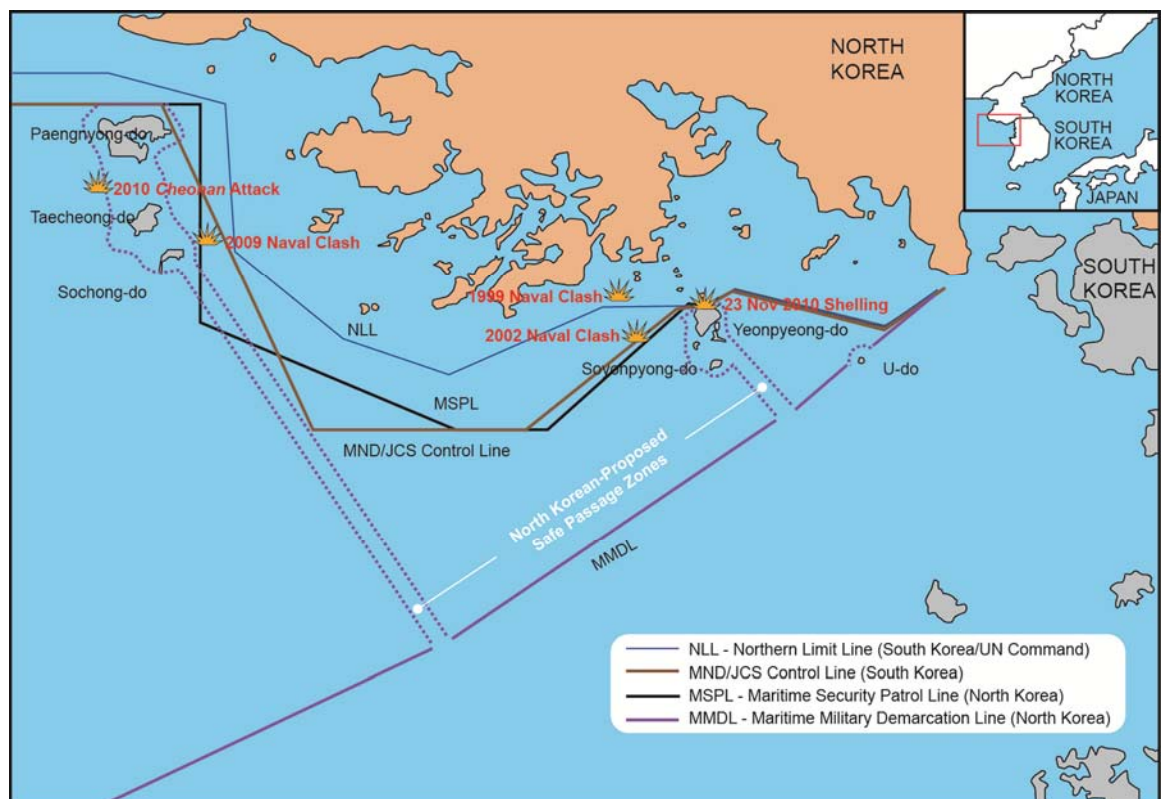 NORTH
KOREA
NORTH
KOREA
SOUTH
KOREA
JAPAN
Paengnyong-do
2010 Cheonan Attack
Taecheong-do
2009 Naval Clash
SOUTH
KOREA
Sochong-do
1999 Naval Clash
23 Nov 2010 Shelling
NLL
2002 Naval Clash
Yeonpyeong-do
Soyonpyong-do
U-do
MSPL
MND/JCS Control Line
North Korean-Proposed
Safe Passage Zones
MMDL
NLL - Northern Limit Line (South Korea/UN Command)
MND/JCS Control Line (South Korea)
MSPL - Maritime Security Patrol Line (North Korea)
MMDL - Maritime Military Demarcation Line (North Korea)